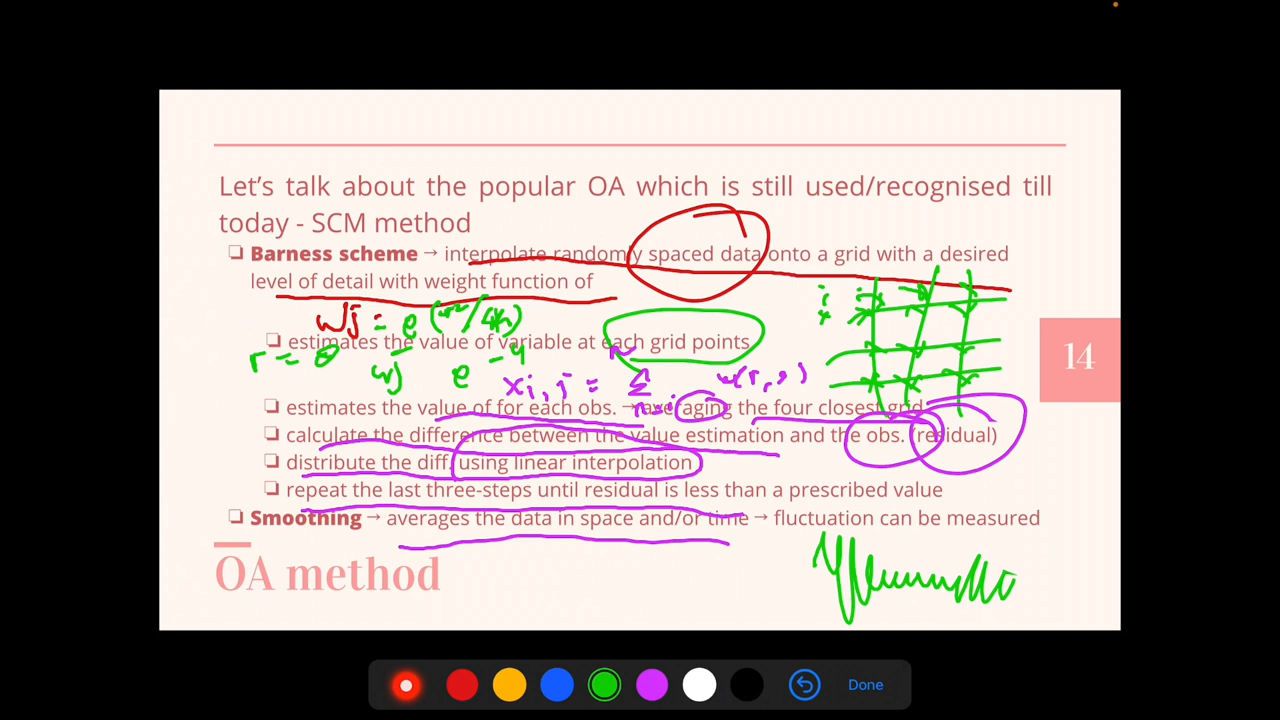 Let's talk about the popular OA which is still used/recognised till
today - SCM method
❏ Barness scheme → interpolate randomly spaced data onto a grid with a desired
level of detail with weight function of
Wj = e
❏ estimates the value of variable at each grid points
r =
wj e -4
xi,j = Σ
❏ estimates the value of for each obs. → averaging the four closest grid
❏ calculate the difference between the value estimation and the obs. (residual)
❏ distribute the diff. using linear interpolation
❏ repeat the last three-steps until residual is less than a prescribed value
❏ Smoothing → averages the data in space and/or time → fluctuation can be measured
OA method
14
Done